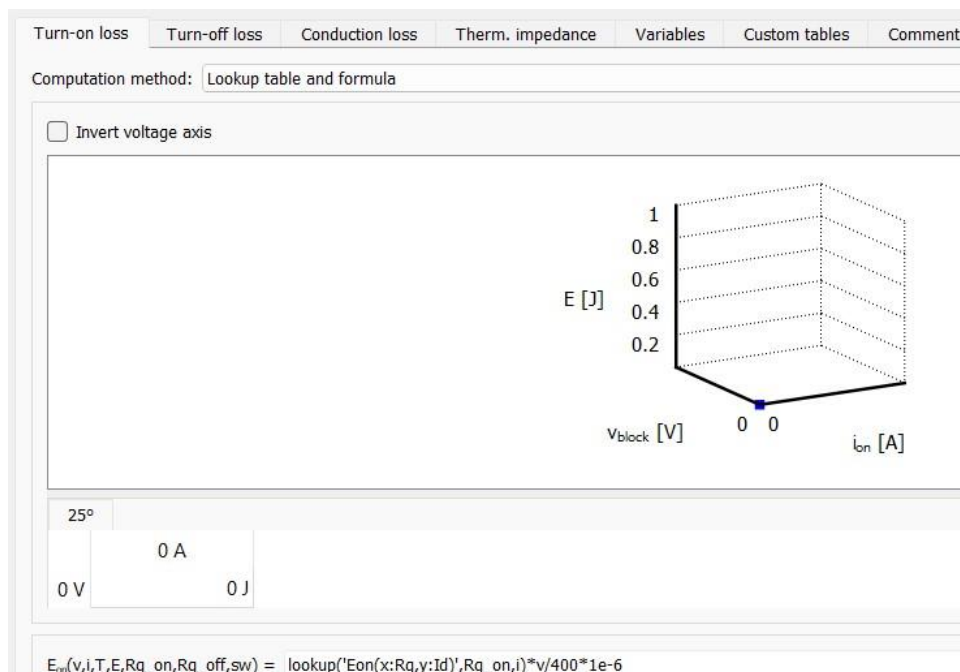 Turn-on loss Turn-off loss Conduction loss Therm. impedance Variables Custom tables Comment
Computation method: Lookup table and formula
Invert voltage axis
1
0.8
0.6
E [J]
0.4
0.2
0 0
vblock [V]
ion [A]
25°
0 A
0 V 0 J
Eon(v,i,T,E,Rg_on,Rg_off,sw) = lookup('Eon(x:Rg,y:Id)',Rg_on,i)*v/400*1e-6